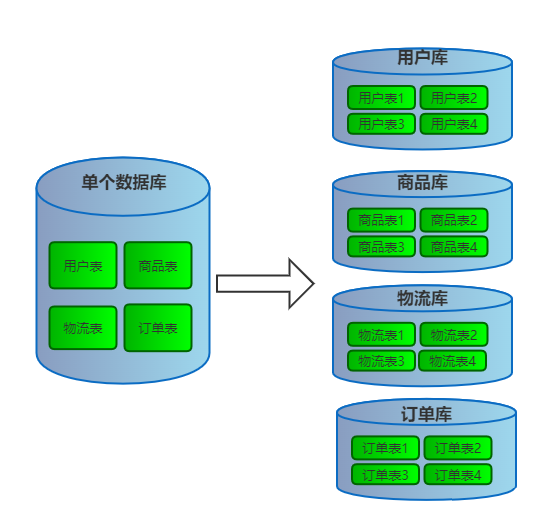 单个数据库
用户表 商品表
物流表 订单表
用户库
用户表1 用户表2
用户表3 用户表4
商品库
商品表1 商品表2
商品表3 商品表4
物流库
物流表1 物流表2
物流表3 物流表4
订单库
订单表1 订单表2
订单表3 订单表4